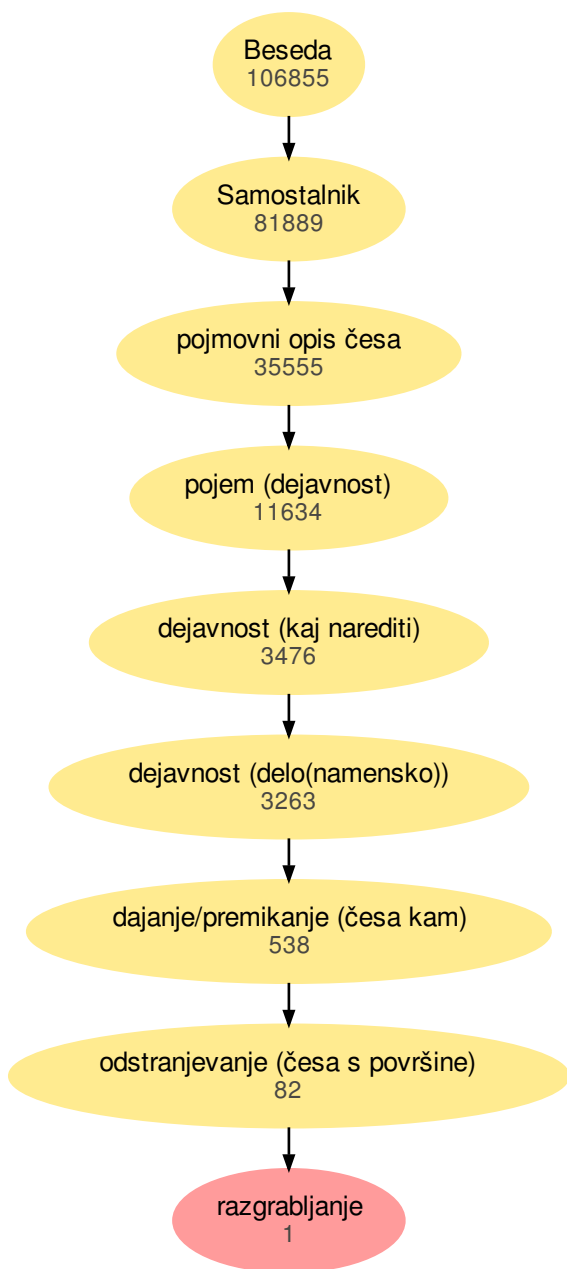 Beseda
106855
Samostalnik
81889
pojmovni opis česa
35555
pojem (dejavnost)
11634
dejavnost (kaj narediti)
3476
dejavnost (delo(namensko))
3263
dajanje/premikanje (česa kam)
538
odstranjevanje (česa s površine)
82
razgrabljanje
1